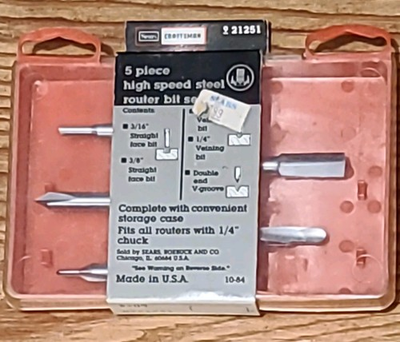 Sears CRAFTSMAN 9 21251
5 piece
high speed steel
router bit se
Contents
3/16"
Straight
face bit
3/8"
Straight
face bit
Vei
bit
1/4"
Veining
bit
Double
end
V-groove
Complete with convenient
storage case
Fits all routers with 1/4"
chuck
Sold by SEARS, ROEBUCK AND CO.
Chicago, IL 60684 U.S.A.
"See Warning on Reverse Side."
Made in U.S.A. 10-84